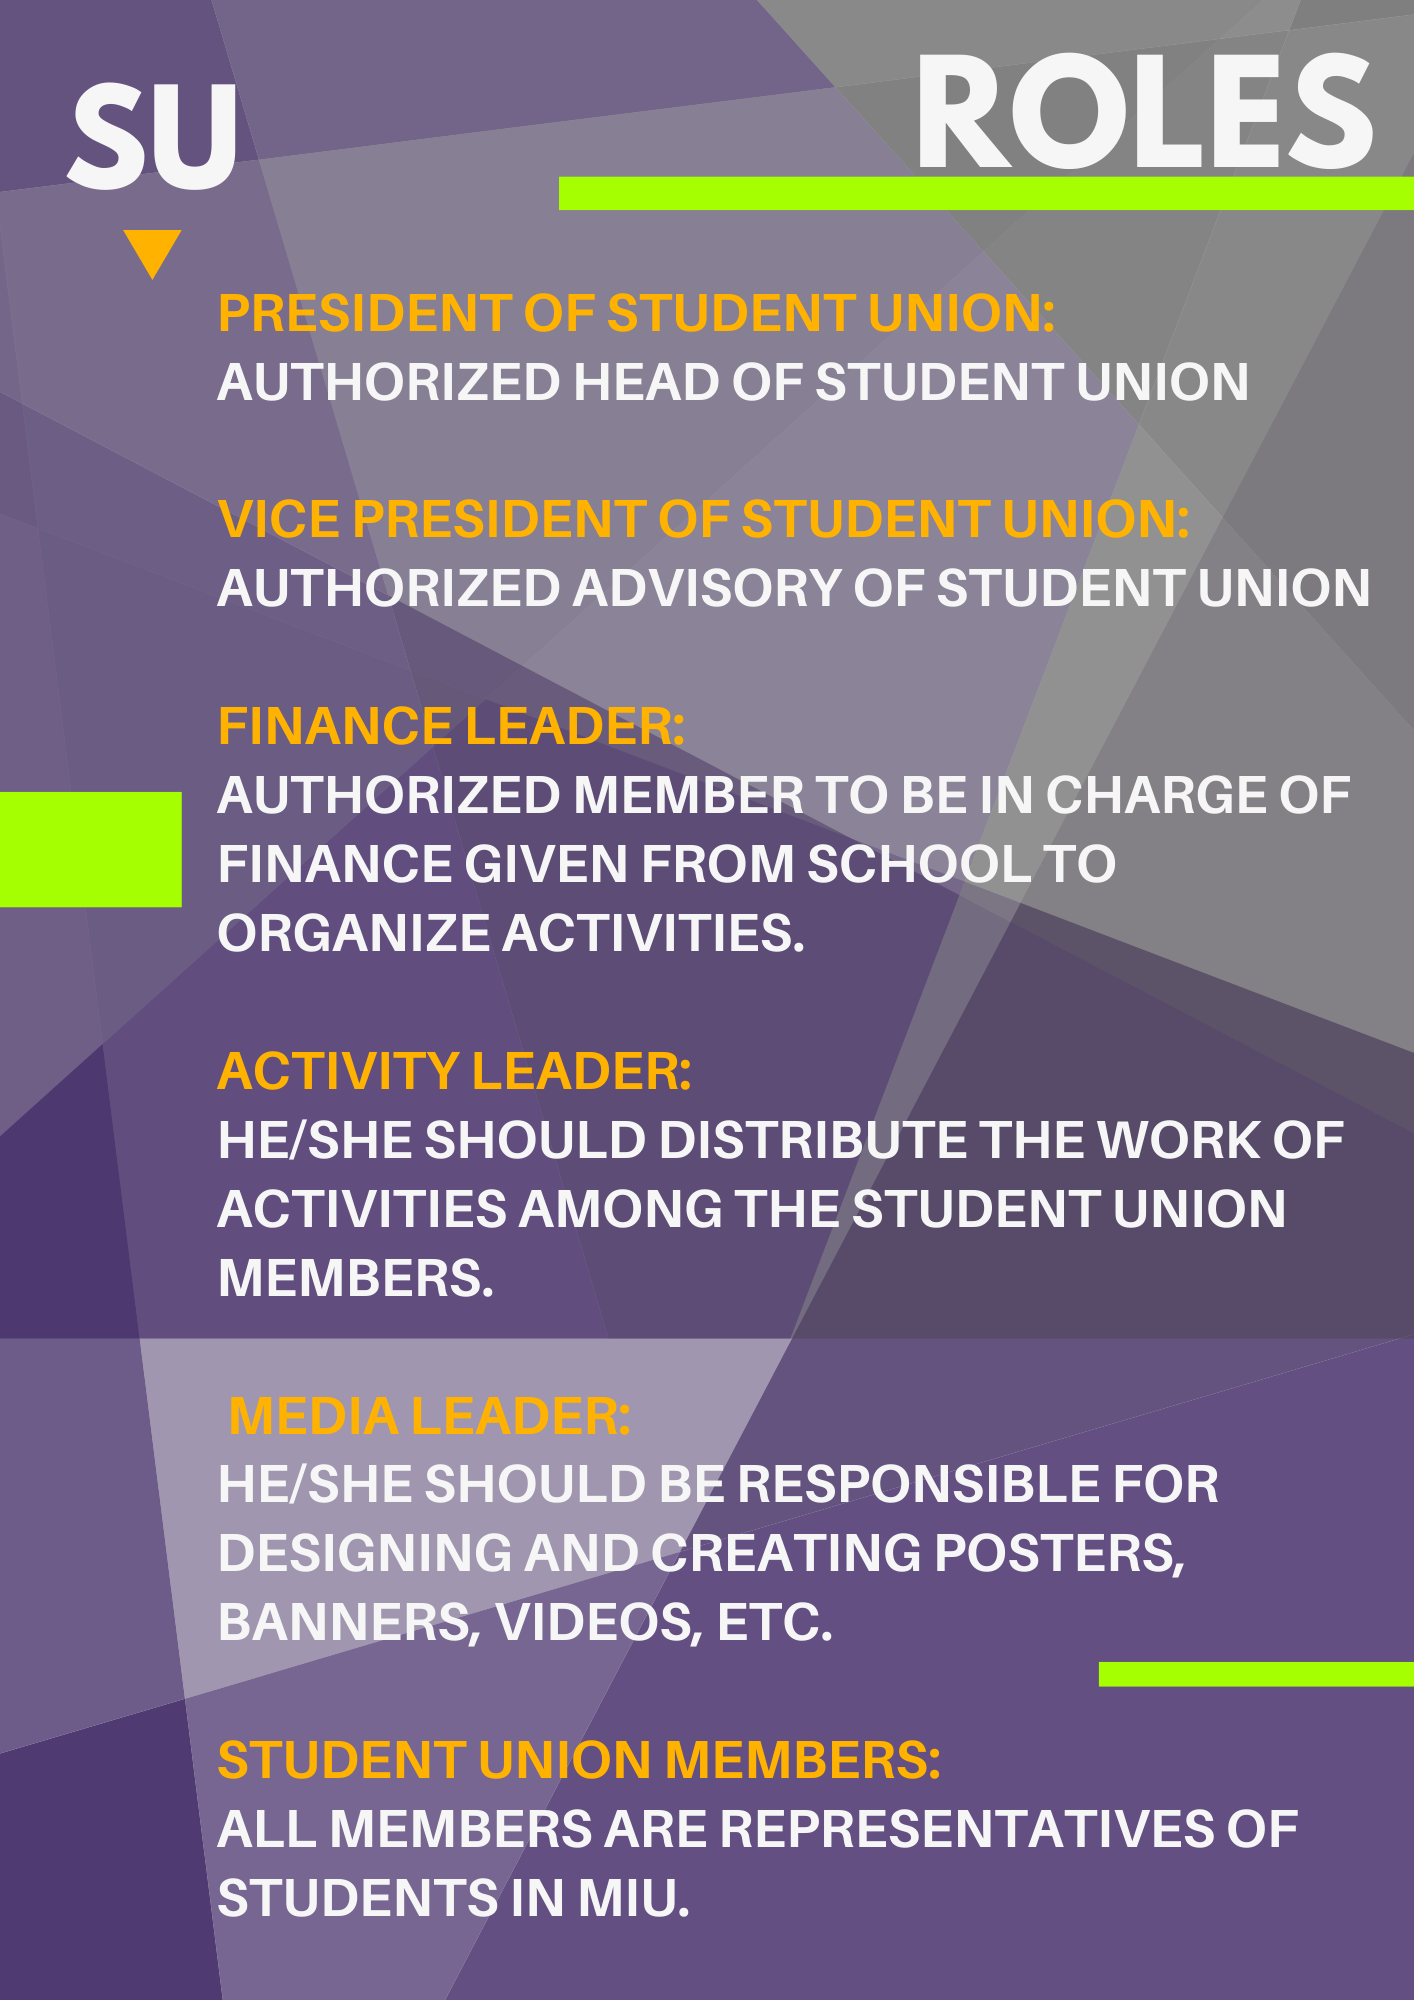 SU
ROLES
PRESIDENT OF STUDENT UNION:
AUTHORIZED HEAD OF STUDENT UNION
VICE PRESIDENT OF STUDENT UNION:
AUTHORIZED ADVISORY OF STUDENT UNION
FINANCE LEADER:
AUTHORIZED MEMBER TO BE IN CHARGE OF
FINANCE GIVEN FROM SCHOOL TO
ORGANIZE ACTIVITIES.
ACTIVITY LEADER:
HE/SHE SHOULD DISTRIBUTE THE WORK OF
ACTIVITIES AMONG THE STUDENT UNION
MEMBERS.
MEDIA LEADER:
HE/SHE SHOULD BE RESPONSIBLE FOR
DESIGNING AND CREATING POSTERS,
BANNERS, VIDEOS, ETC.
STUDENT UNION MEMBERS:
ALL MEMBERS ARE REPRESENTATIVES OF
STUDENTS IN MIU.